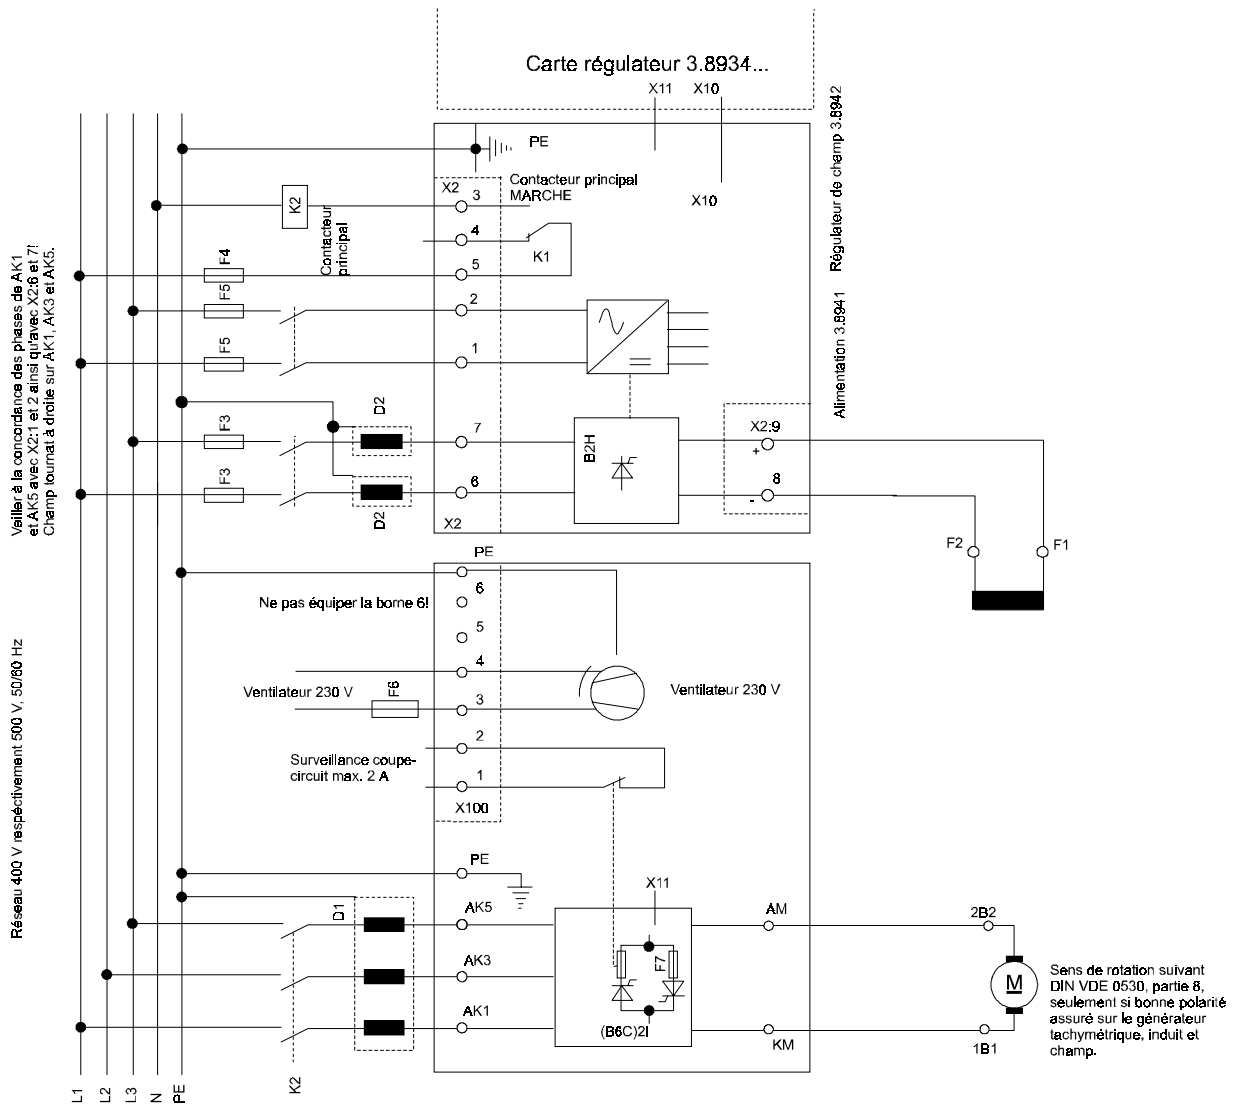 Carte régulateur 3.8934...
X11
X10
PE
X2
3
Contacteur principal
MARCHE
X10
K2
Contacteur
principal
4
K1
F4
5
F5
2
F5
1
D2
F3
7
B2H
X2:9
+
F3
6
8
-
D2
X2
F2
F1
Régulateur de champ 3.8942
Alimentation 3.8941
Veiller à la concordance des phases de AK1
et AK5 avec X2:1 et 2 ainsi qu'avec X2:6 et 7!
Champ tournat à droite sur AK1, AK3 et AK5.
PE
6
Ne pas équiper la borne 6!
5
4
Ventilateur 230 V
F6
3
Ventilateur 230 V
2
Surveillance coupe-
circuit max. 2 A
1
X100
Réseau 400 V respéctivement 500 V, 50/60 Hz
PE
X11
D1
AK5
AM
2B2
AK3
F7
M
AK1
(B6C)2I
KM
1B1
Sens de rotation suivant
DIN VDE 0530, partie 8,
seulement si bonne polarité
assuré sur le générateur
tachymétrique, induit et
champ.
L1
L2
L3
N
PE
K2